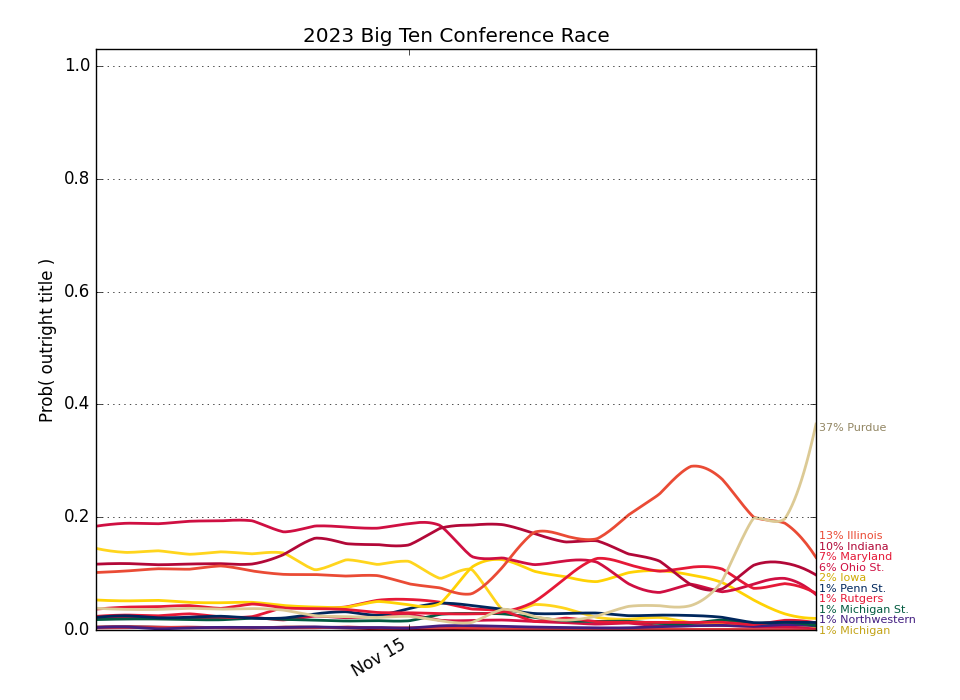 2023 Big Ten Conference Race
Prob( outright title )
1.0
0.8
0.6
0.4
0.2
0.0
Nov 15
37% Purdue
13% Illinois
10% Indiana
7% Maryland
6% Ohio St.
2% Iowa
1% Penn St.
1% Rutgers
1% Michigan St.
1% Northwestern
1% Michigan